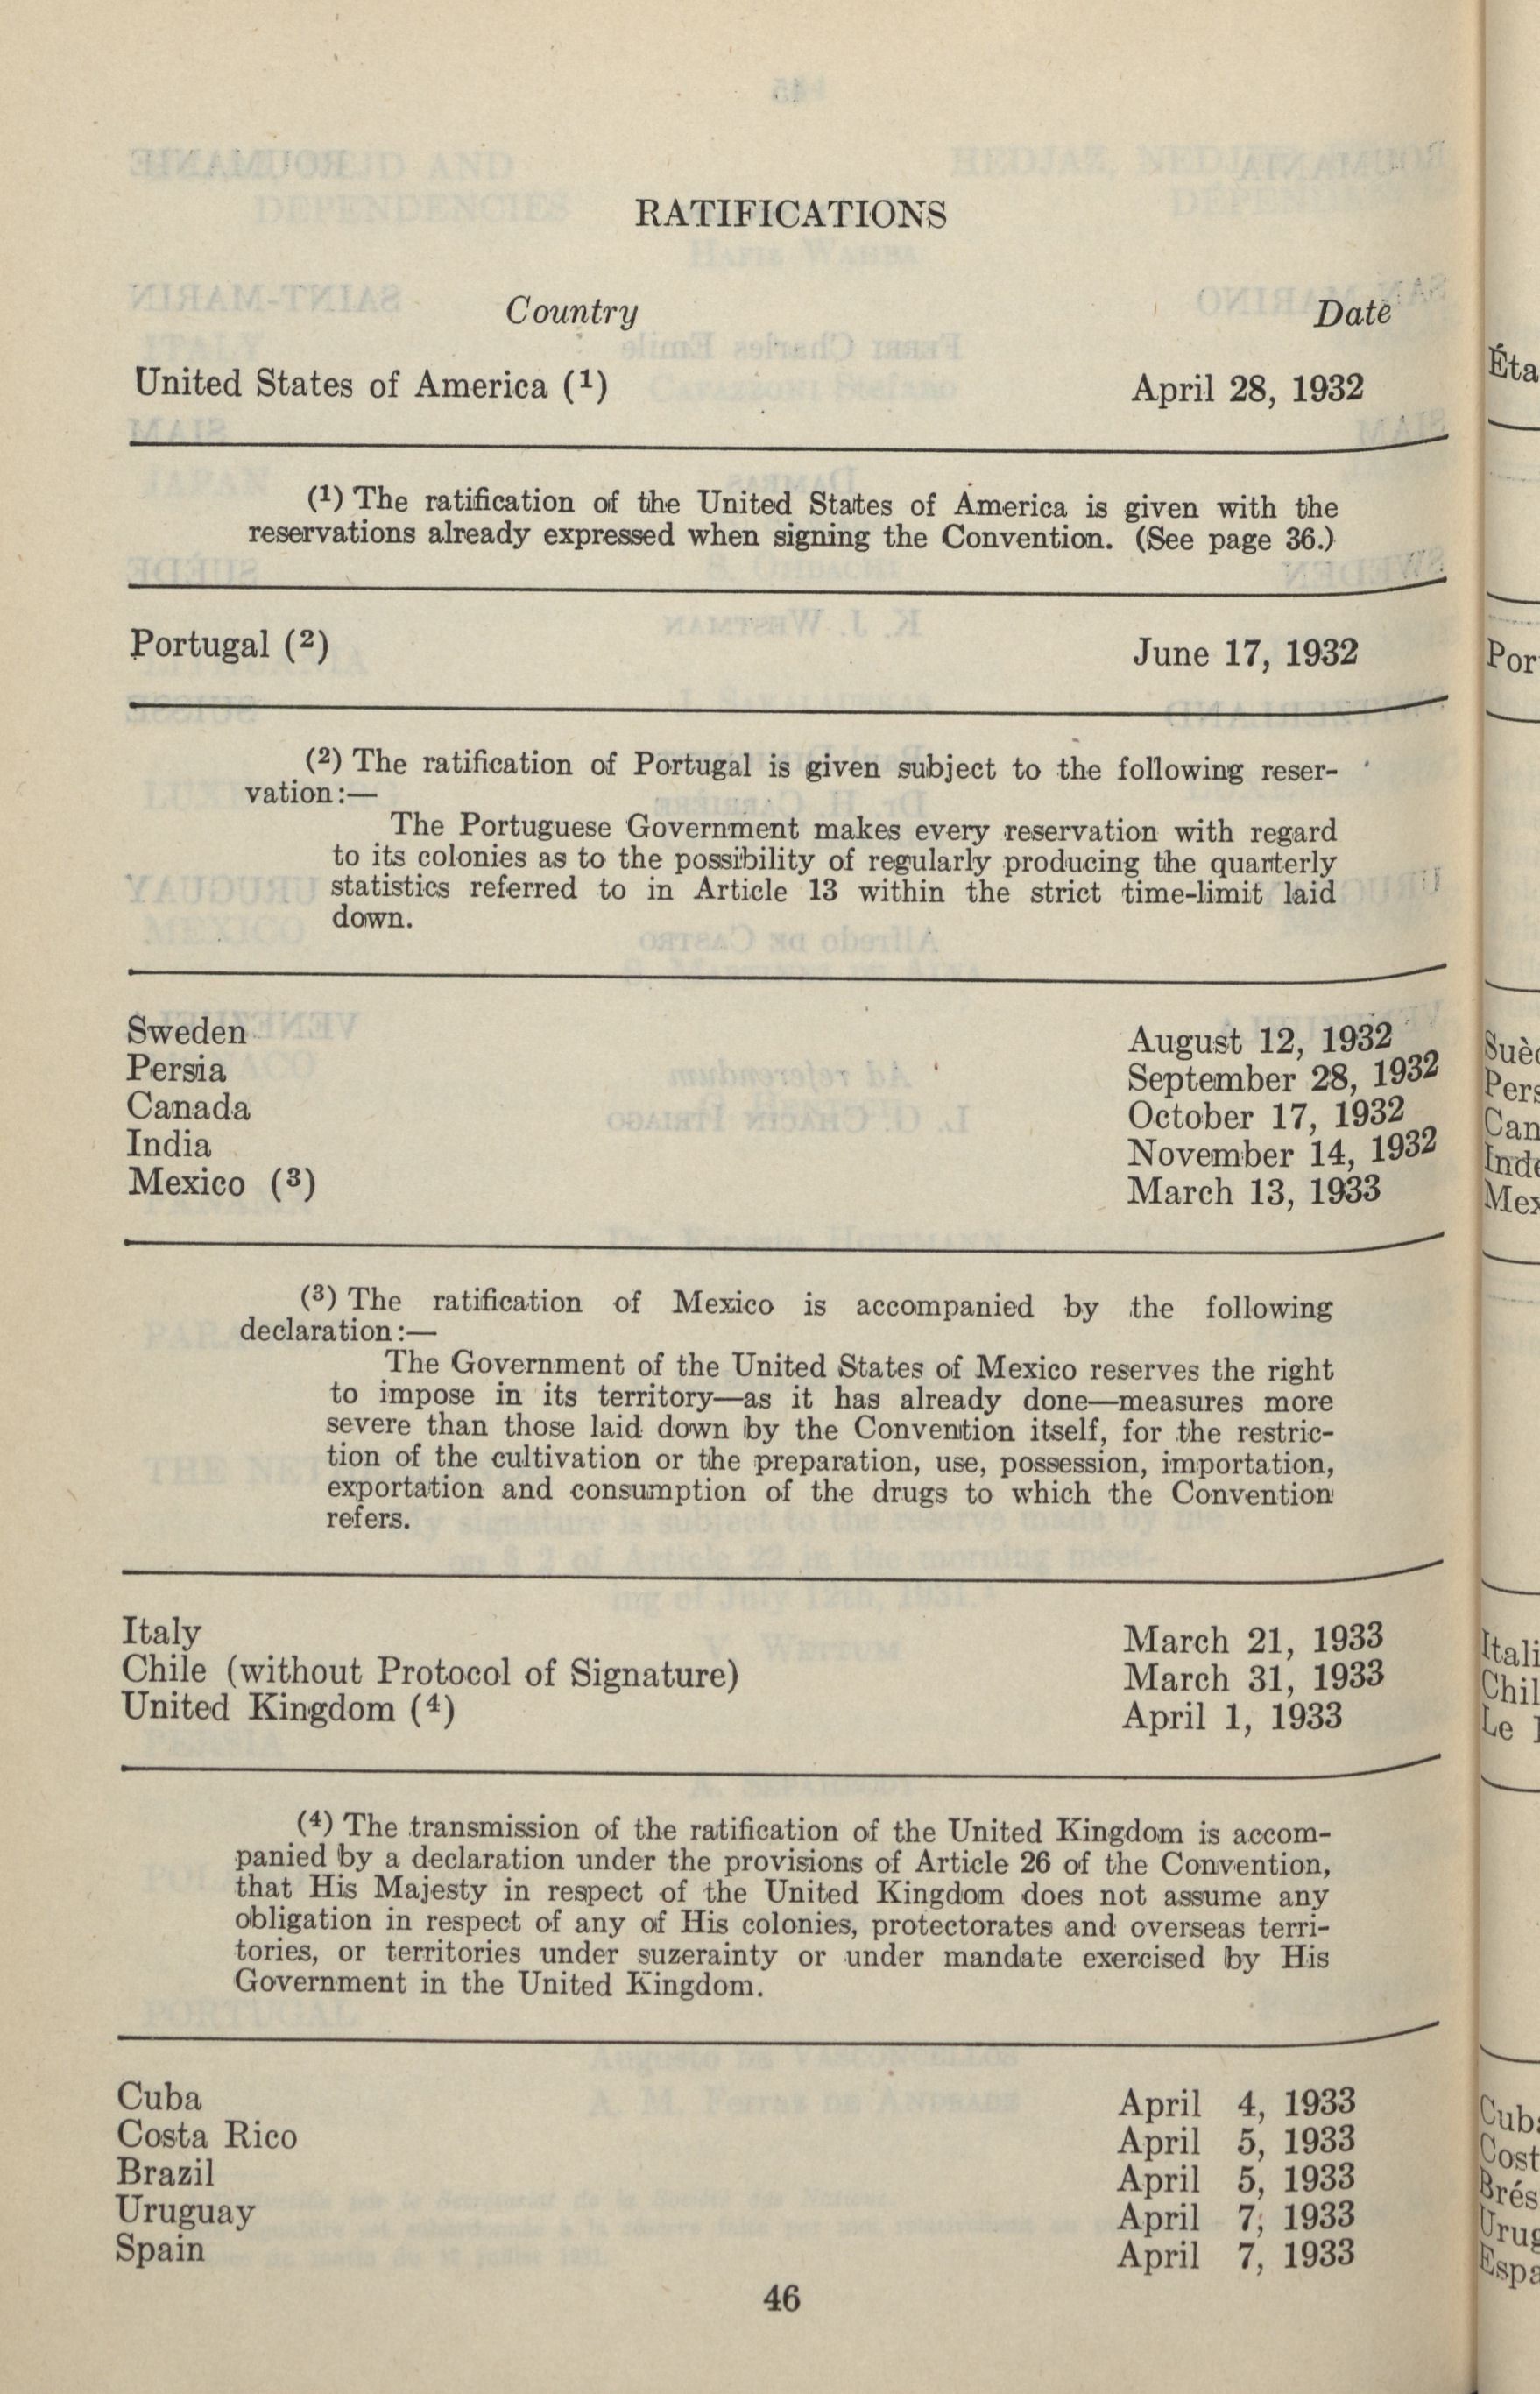 RATIFICATIONS
Country Date
United States of America (1) April 28, 1932
(1) The ratification of the United States of America is given with the
reservations already expressed when signing the Convention. (See page 36.)
Portugal (2) June 17, 1932
(2) The ratification of Portugal is given subject to the following reser-
vation:—
The Portuguese Government makes every reservation with regard
to its colonies as to the possibility of regularly producing the quarterly
statistics referred to in Article 13 within the strict time-limit laid
down.
Sweden August 12, 1932
Persia September 28, 1932
Canada October 17, 1932
India November 14, 1932
Mexico (3) March 13, 1933
(3) The ratification of Mexico is accompanied by the following
declaration:—
The Government of the United States of Mexico reserves the right
to impose in its territory—as it has already done—measures more
severe than those laid down by the Convention itself, for the restric-
tion of the cultivation or the preparation, use, possession, importation,
exportation and consumption of the drugs to which the Convention
refers.
Italy March 21, 1933
Chile (without Protocol of Signature) March 31, 1933
United Kingdom (4) April 1, 1933
(4) The transmission of the ratification of the United Kingdom is accom-
panied by a declaration under the provisions of Article 26 of the Convention,
that His Majesty in respect of the United Kingdom does not assume any
obligation in respect of any of His colonies, protectorates and overseas terri-
tories, or territories under suzerainty or under mandate exercised by His
Government in the United Kingdom.
Cuba April 4, 1933
Costa Rico April 5, 1933
Brazil April 5, 1933
Uruguay April 7, 1933
Spain April 7, 1933
46